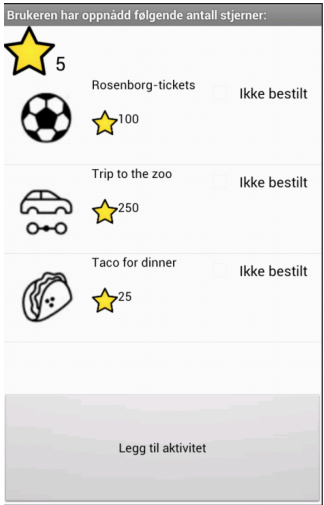 Brukeren har oppnådd følgende antall stjerner:
5
Rosenborg-tickets
Ikke bestilt
100
Trip to the zoo
Ikke bestilt
250
Taco for dinner
Ikke bestilt
25
Legg til aktivitet